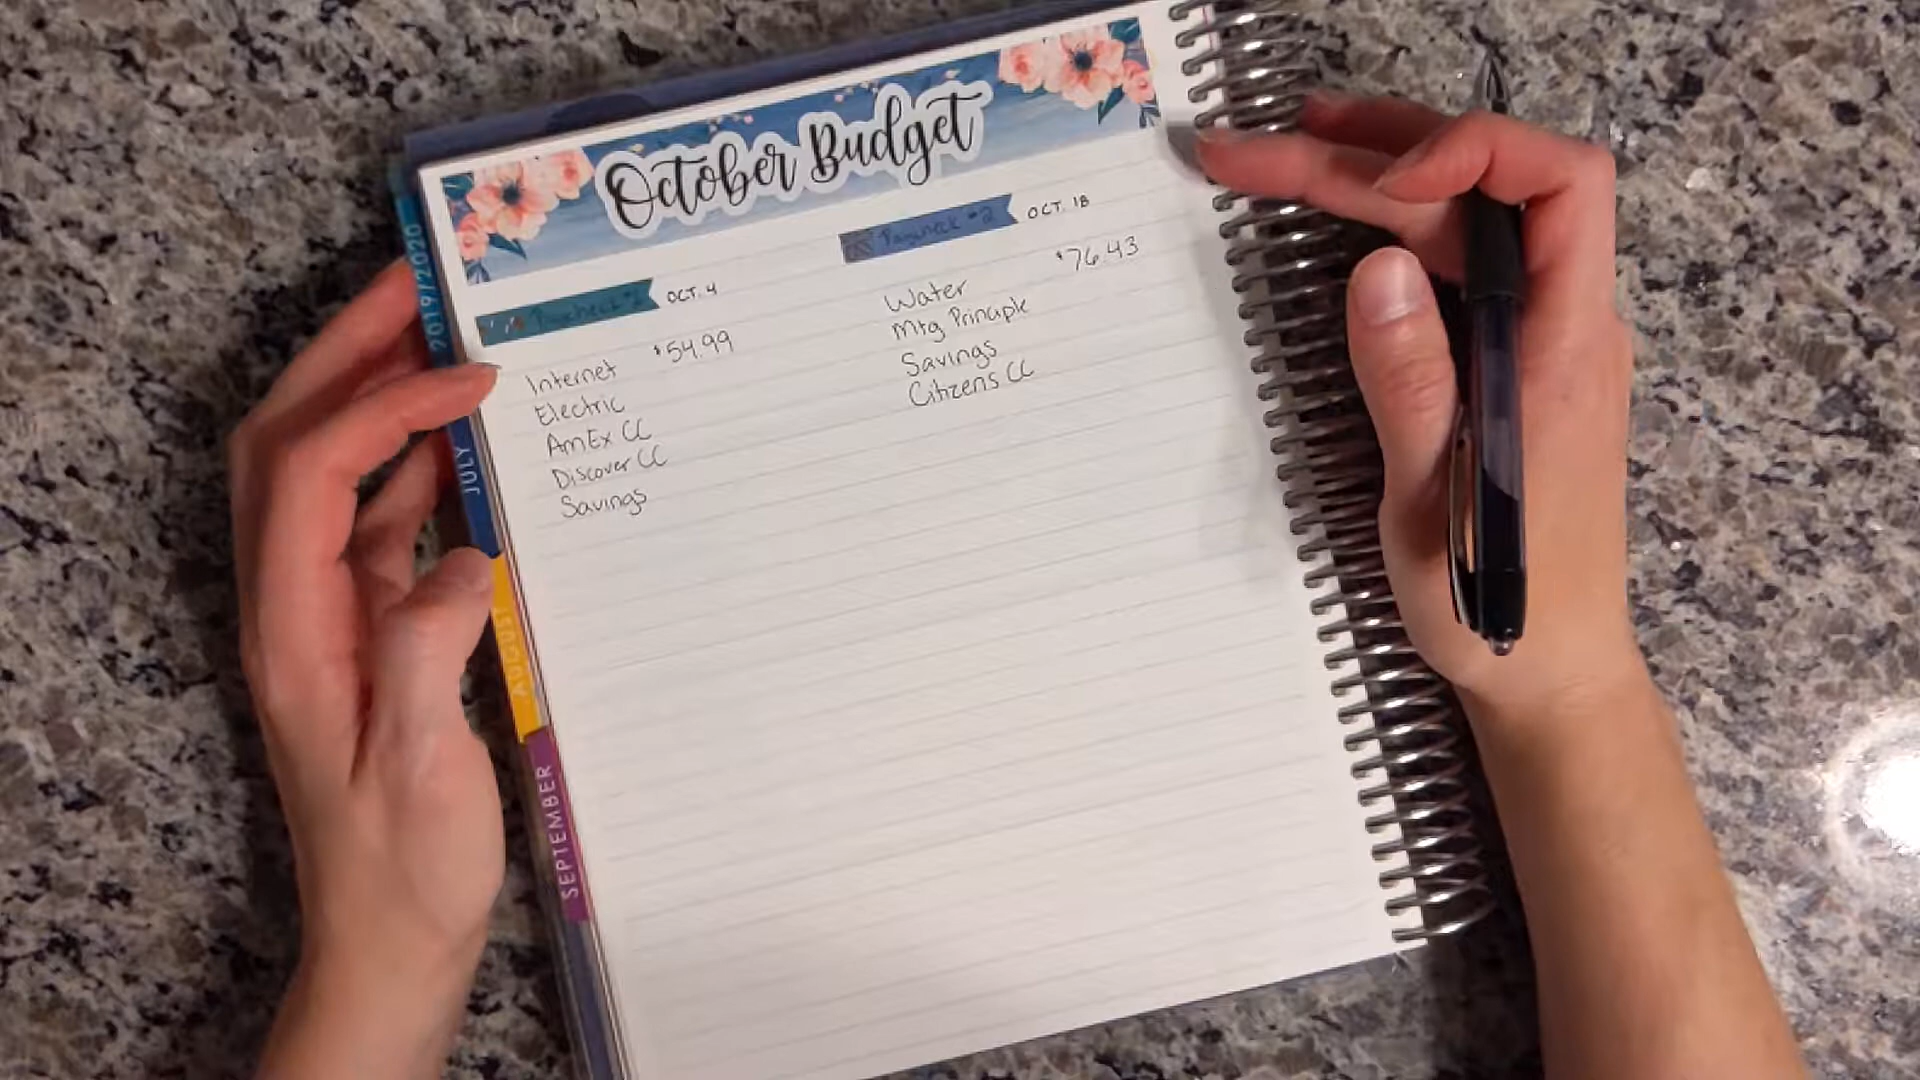 October Budget
Paycheck #1 OCT. 4
Internet $54.99
Electric
AmEx CC
Discover CC
Savings
Paycheck #2 OCT. 18
Water $76.43
Mtg Principle
Savings
Citizens CC
2019/2020
JULY
AUGUST
SEPTEMBER